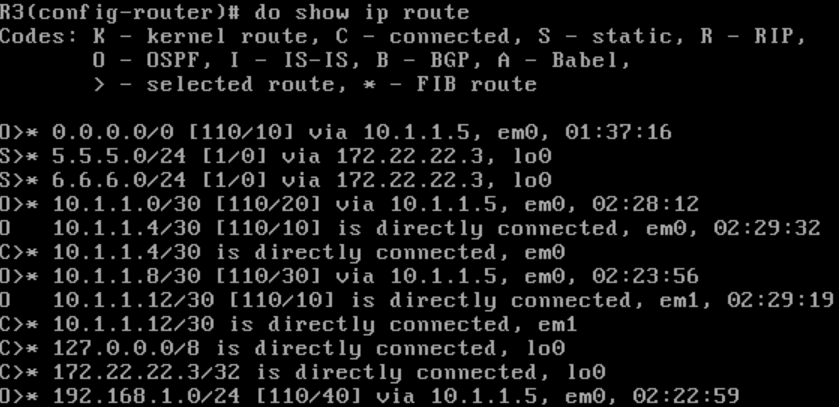 R3(config-router)# do show ip route
Codes: K - kernel route, C - connected, S - static, R - RIP,
       O - OSPF, I - IS-IS, B - BGP, A - Babel,
       > - selected route, * - FIB route

O>* 0.0.0.0/0 [110/10] via 10.1.1.5, em0, 01:37:16
S>* 5.5.5.0/24 [1/0] via 172.22.22.3, lo0
S>* 6.6.6.0/24 [1/0] via 172.22.22.3, lo0
O>* 10.1.1.0/30 [110/20] via 10.1.1.5, em0, 02:28:12
O   10.1.1.4/30 [110/10] is directly connected, em0, 02:29:32
C>* 10.1.1.4/30 is directly connected, em0
O>* 10.1.1.8/30 [110/30] via 10.1.1.5, em0, 02:23:56
O   10.1.1.12/30 [110/10] is directly connected, em1, 02:29:19
C>* 10.1.1.12/30 is directly connected, em1
C>* 127.0.0.0/8 is directly connected, lo0
C>* 172.22.22.3/32 is directly connected, lo0
O>* 192.168.1.0/24 [110/40] via 10.1.1.5, em0, 02:22:59